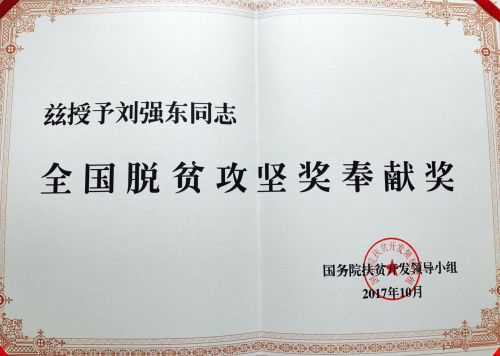 兹授予刘强东同志
全国脱贫攻坚奖奉献奖
国务院扶贫开发领导小组
2017年10月